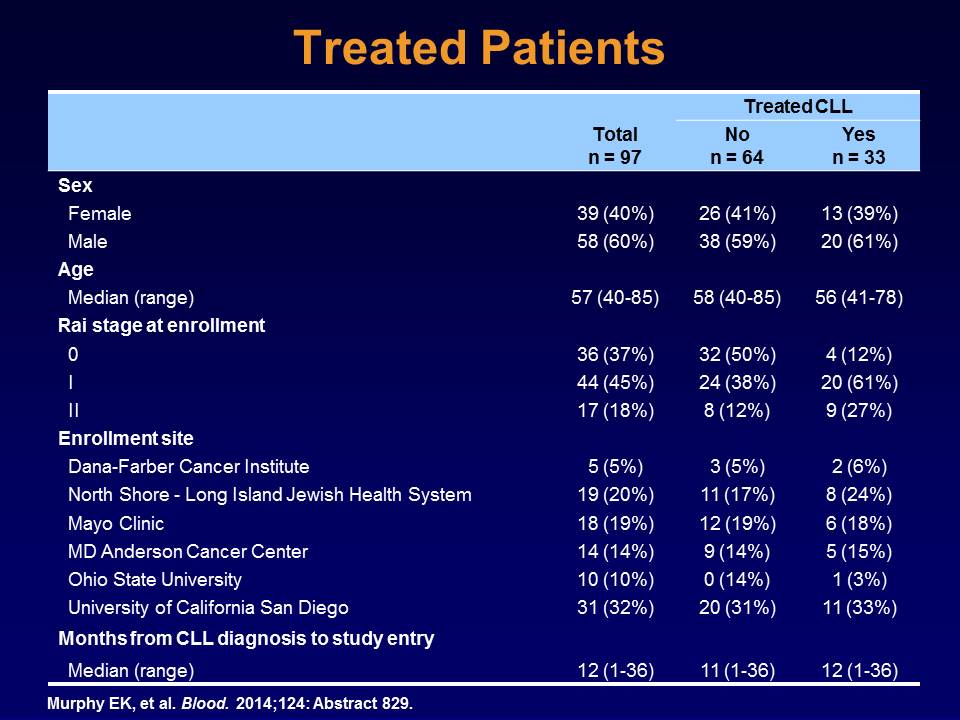 Treated Patients
Treated CLL
Total No Yes
n = 97 n = 64 n = 33
Sex
Female 39 (40%) 26 (41%) 13 (39%)
Male 58 (60%) 38 (59%) 20 (61%)
Age
Median (range) 57 (40-85) 58 (40-85) 56 (41-78)
Rai stage at enrollment
0 36 (37%) 32 (50%) 4 (12%)
I 44 (45%) 24 (38%) 20 (61%)
II 17 (18%) 8 (12%) 9 (27%)
Enrollment site
Dana-Farber Cancer Institute 5 (5%) 3 (5%) 2 (6%)
North Shore - Long Island Jewish Health System 19 (20%) 11 (17%) 8 (24%)
Mayo Clinic 18 (19%) 12 (19%) 6 (18%)
MD Anderson Cancer Center 14 (14%) 9 (14%) 5 (15%)
Ohio State University 10 (10%) 0 (14%) 1 (3%)
University of California San Diego 31 (32%) 20 (31%) 11 (33%)
Months from CLL diagnosis to study entry
Median (range) 12 (1-36) 11 (1-36) 12 (1-36)
Murphy EK, et al. Blood. 2014;124: Abstract 829.